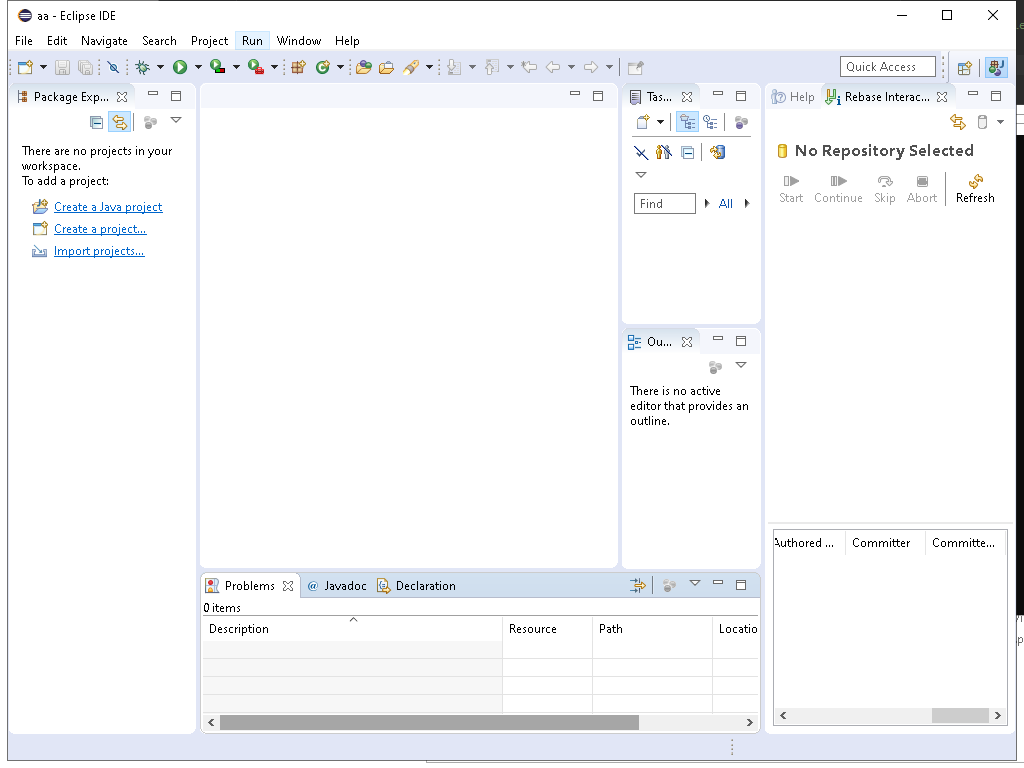 aa - Eclipse IDE
File Edit Navigate Search Project Run Window Help
Quick Access
Package Exp...
There are no projects in your
workspace.
To add a project:
Create a Java project
Create a project...
Import projects...
Tas...
Find
All
Ou...
There is no active
editor that provides an
outline.
Help
Rebase Interac...
No Repository Selected
Start Continue Skip Abort Refresh
Authored ... Committer Committe...
Problems @ Javadoc Declaration
0 items
Description Resource Path Locatio